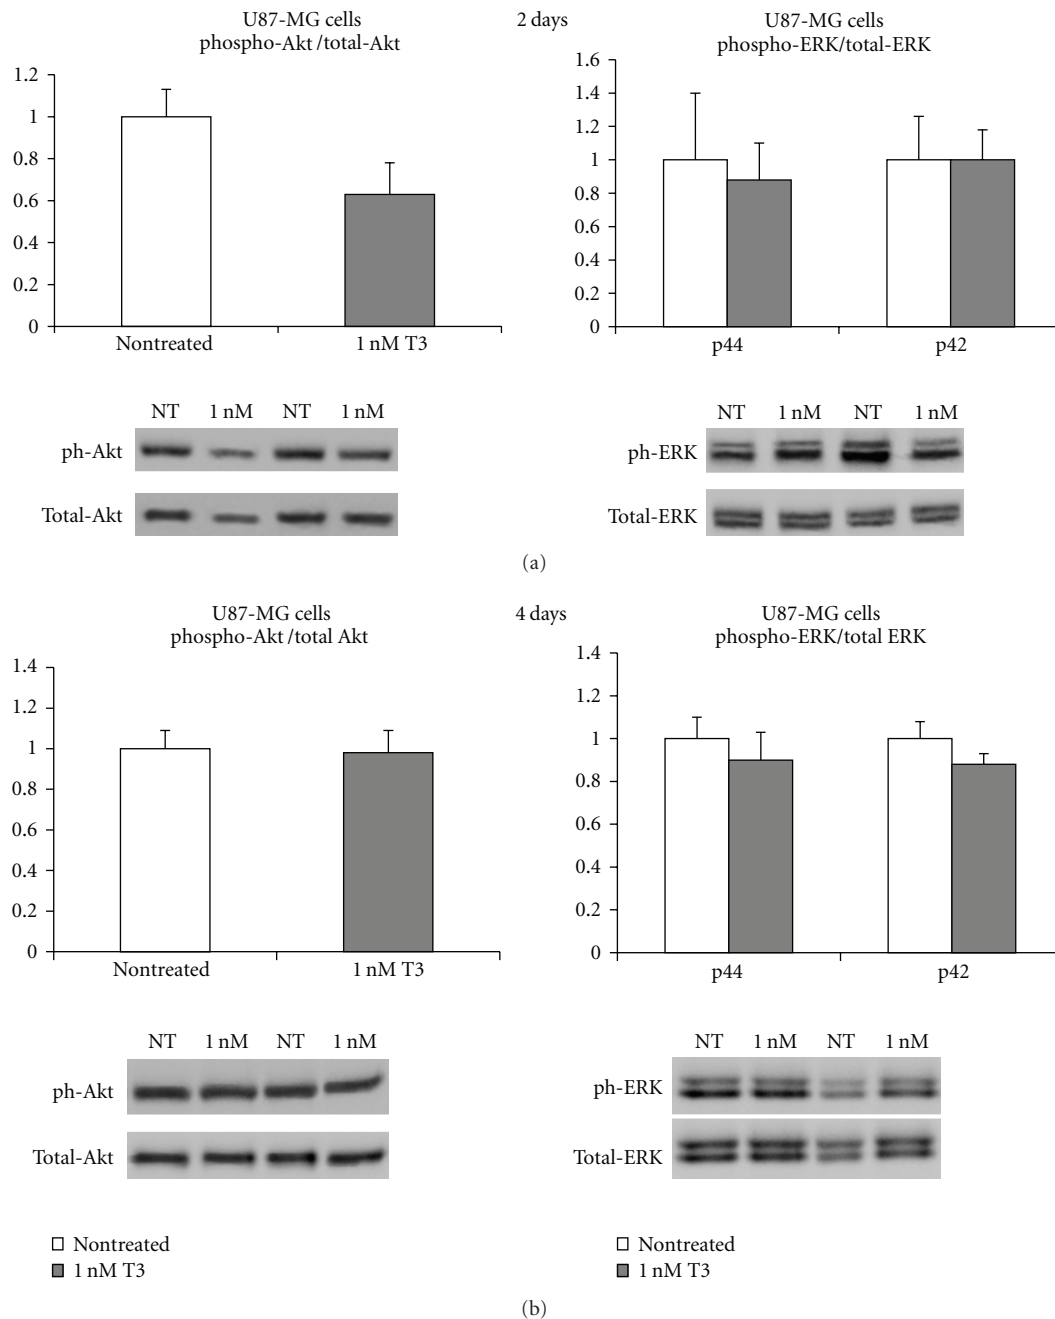 U87-MG cells
phospho-Akt/total-Akt
1.2
1
0.8
0.6
0.4
0.2
0
Nontreated 1 nM T3
2 days
U87-MG cells
phospho-ERK/total-ERK
1.6
1.4
1.2
1
0.8
0.6
0.4
0.2
0
p44 p42
NT 1 nM NT 1 nM
ph-Akt
Total-Akt
NT 1 nM NT 1 nM
ph-ERK
Total-ERK
(a)
U87-MG cells
phospho-Akt/total Akt
1.4
1.2
1
0.8
0.6
0.4
0.2
0
Nontreated 1 nM T3
4 days
U87-MG cells
phospho-ERK/total ERK
1.4
1.2
1
0.8
0.6
0.4
0.2
0
p44 p42
NT 1 nM NT 1 nM
ph-Akt
Total-Akt
NT 1 nM NT 1 nM
ph-ERK
Total-ERK
Nontreated
1 nM T3
Nontreated
1 nM T3
(b)